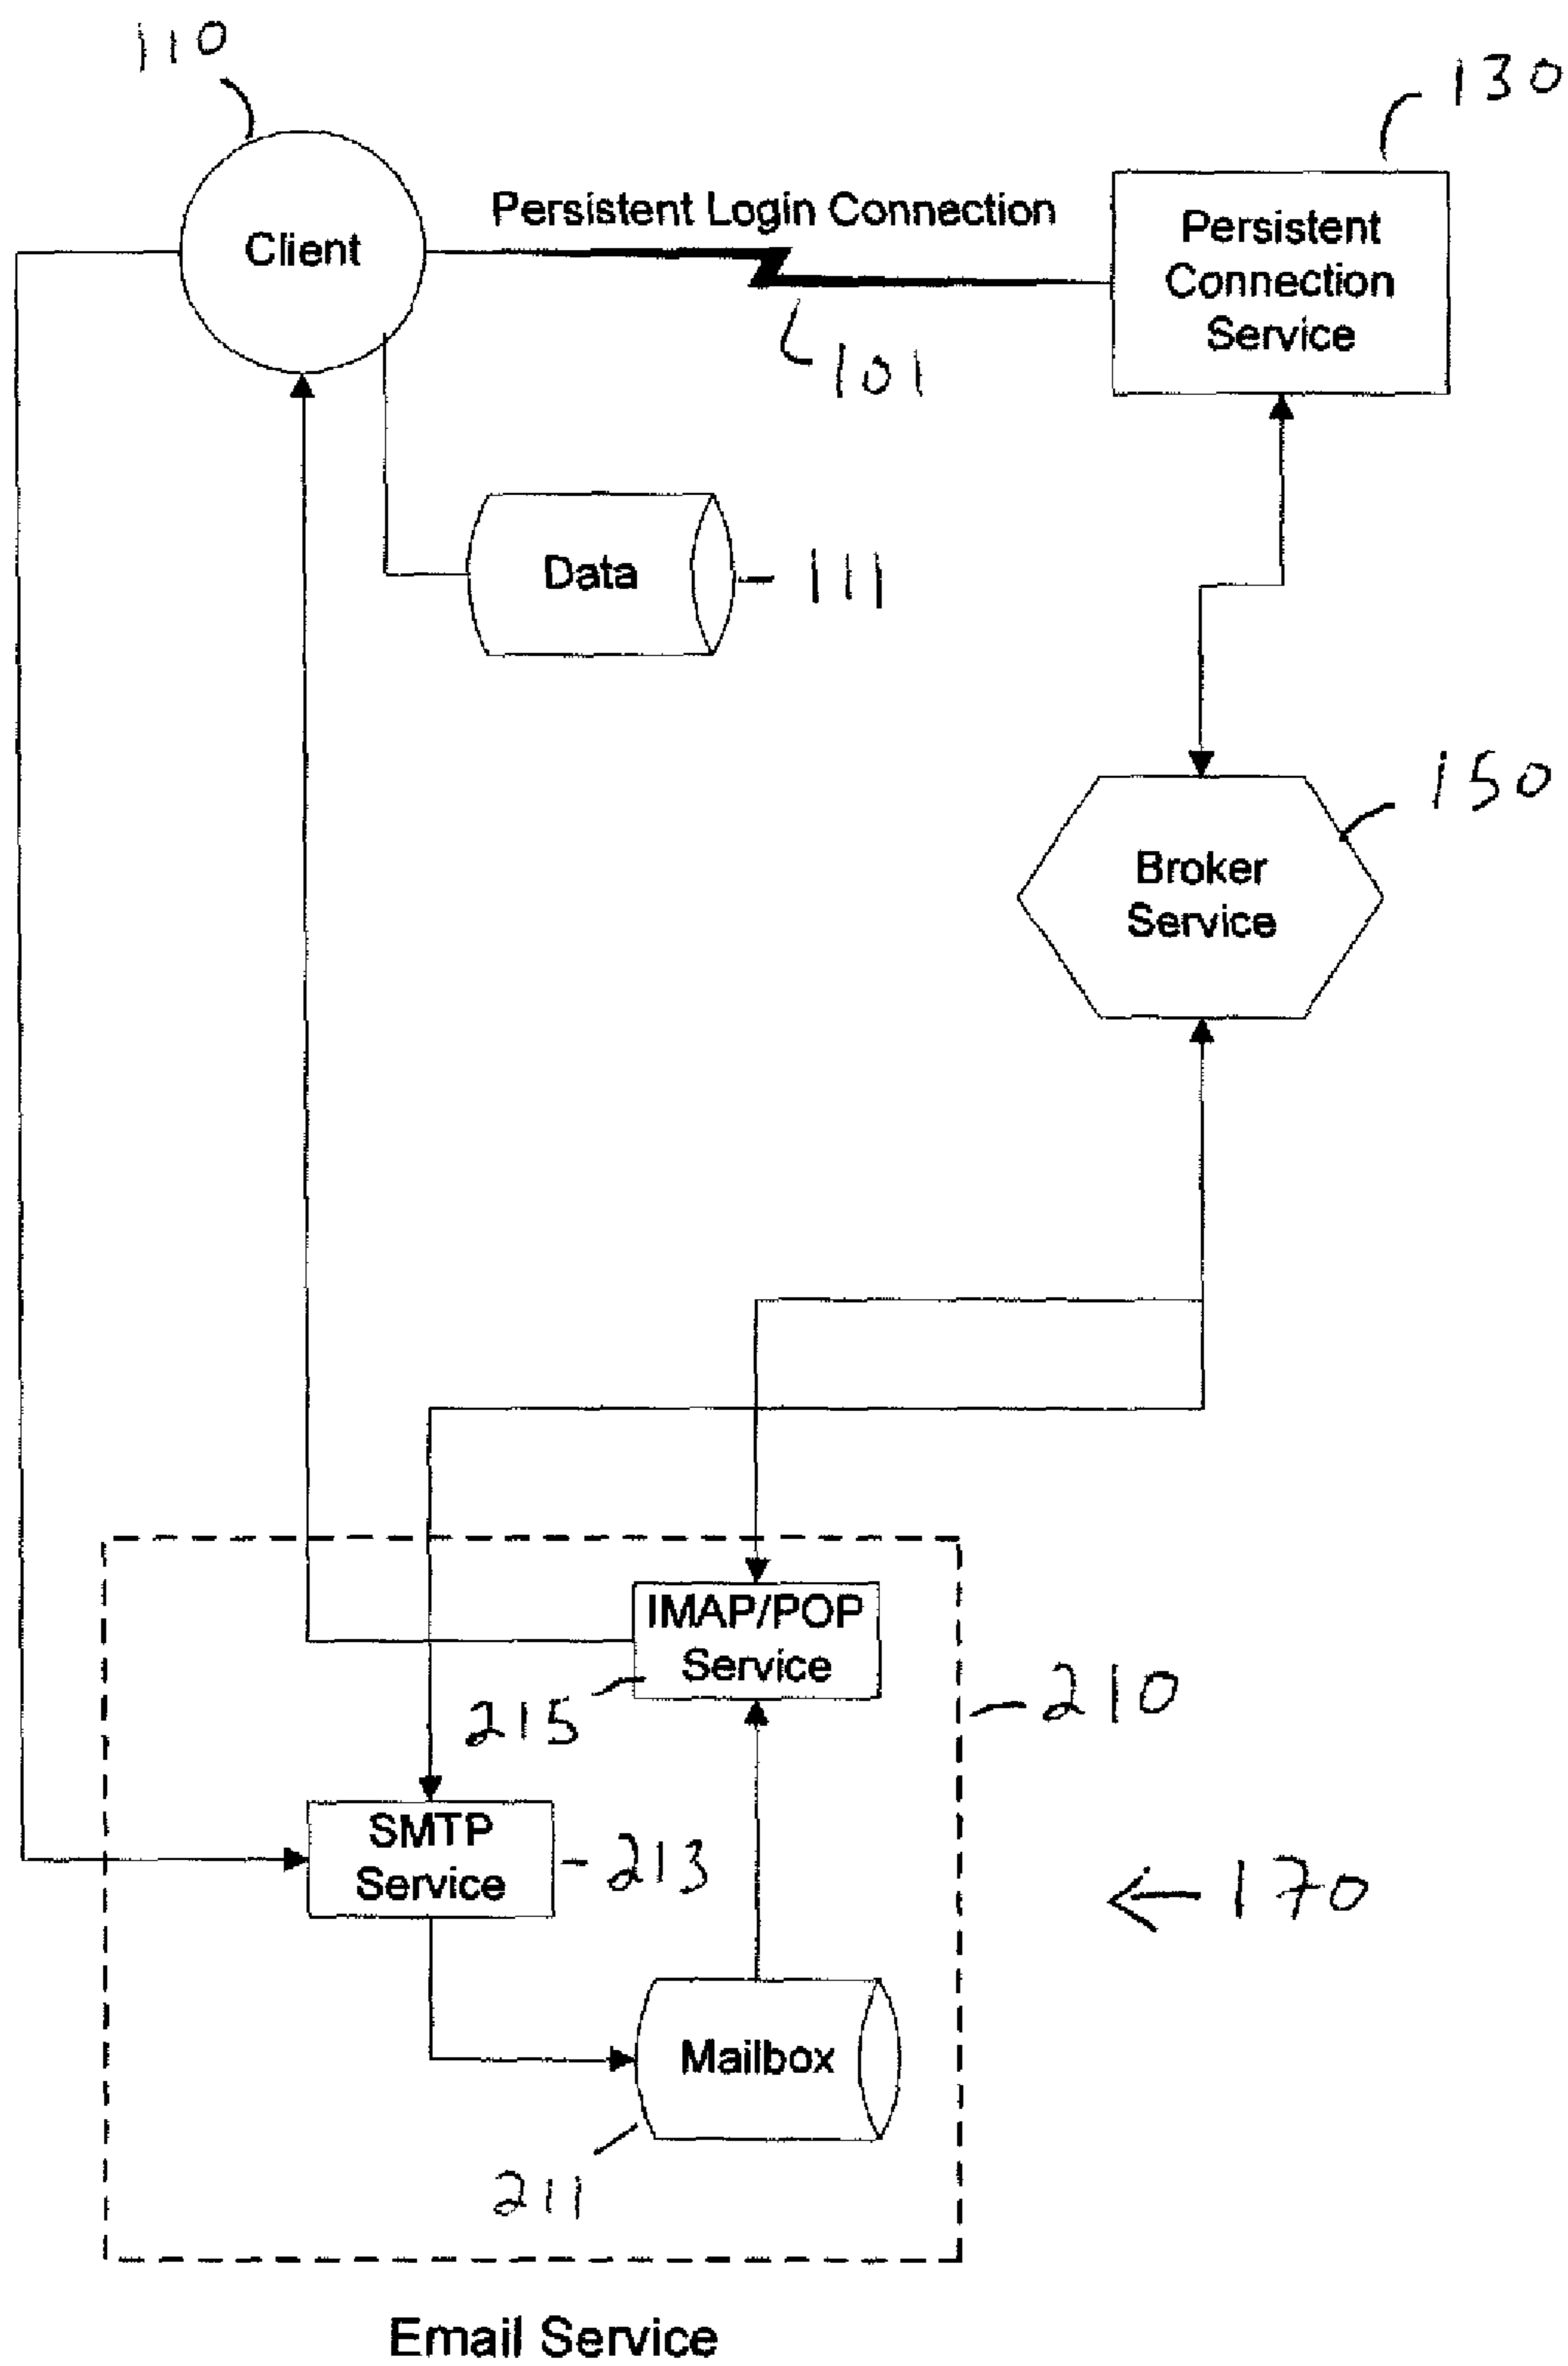 110
130
Persistent Login Connection
Client
Persistent
Connection
Service
101
Data
111
150
Broker
Service
IMAP/POP
Service
215
210
SMTP
Service
213
170
Mailbox
211
Email Service